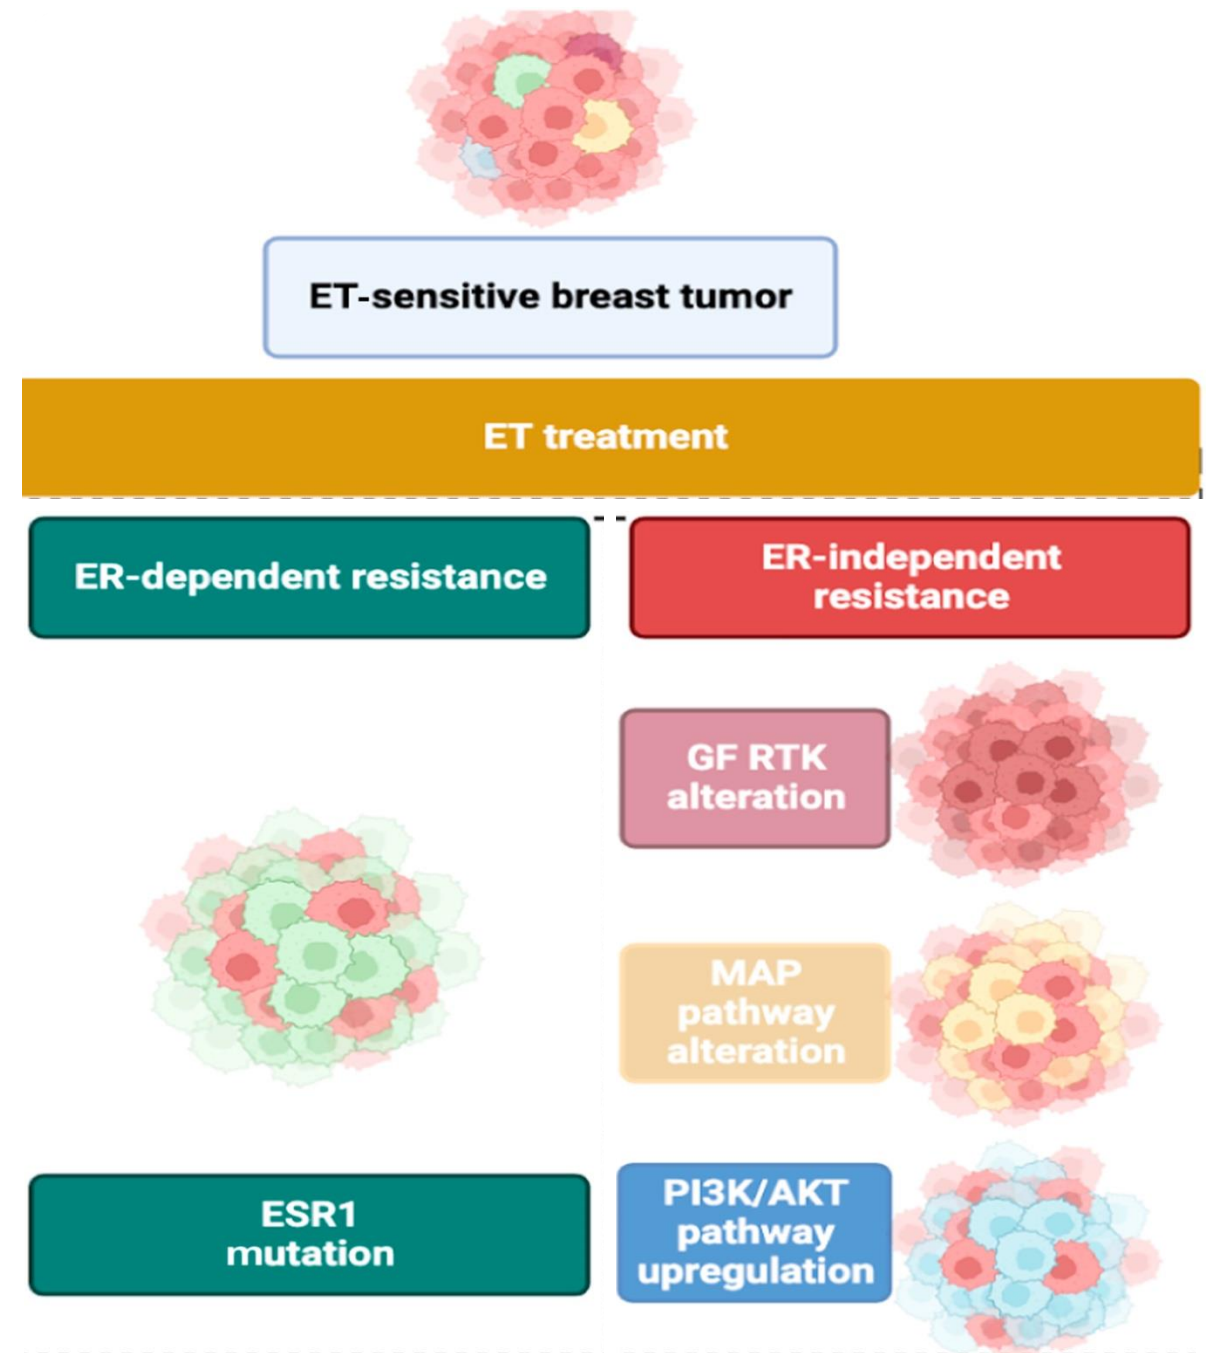 ET-sensitive breast tumor
ET treatment
ER-dependent resistance
ER-independent
resistance
GF RTK
alteration
MAP
pathway
alteration
ESR1
mutation
PI3K/AKT
pathway
upregulation